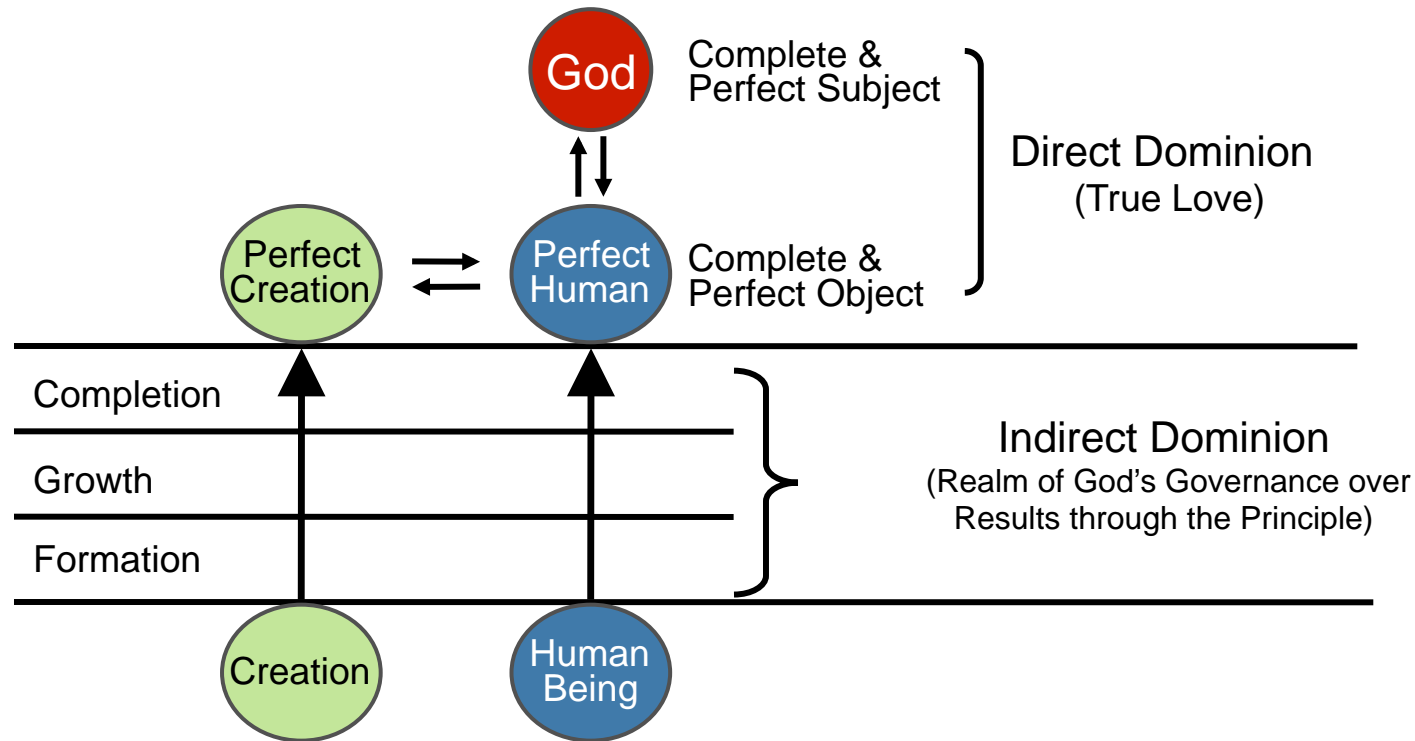 God
Complete &
Perfect Subject
Direct Dominion
(True Love)
Perfect
Creation
Perfect
Human
Complete &
Perfect Object
Completion
Growth
Formation
Indirect Dominion
(Realm of God’s Governance over
Results through the Principle)
Creation
Human
Being